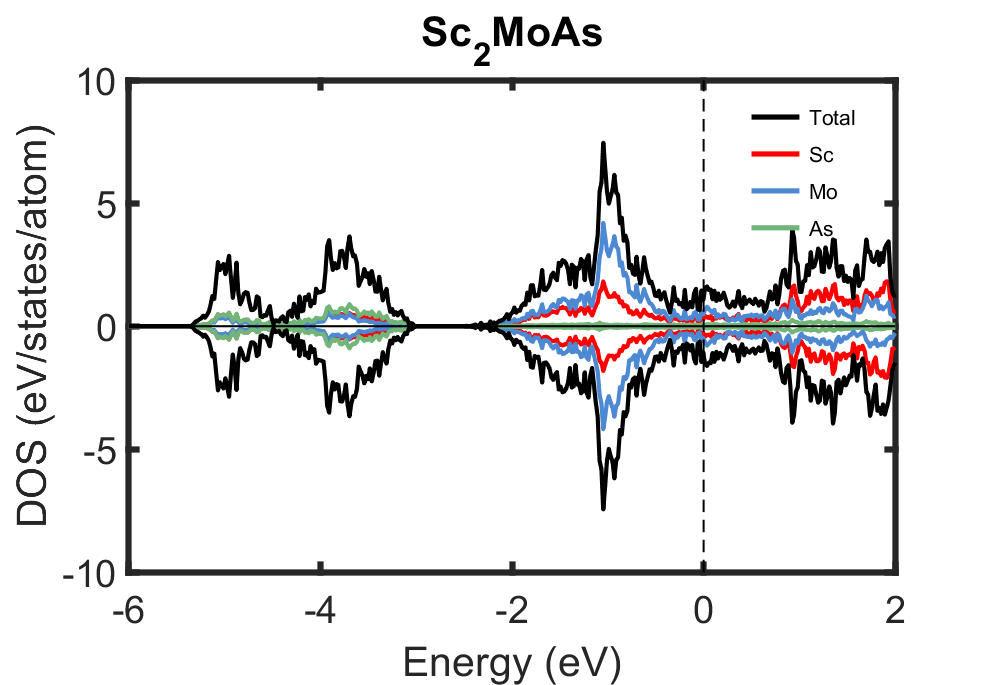 Sc2MoAs
10
5
0
-5
-10
DOS (eV/states/atom)
Total
Sc
Mo
As
-6 -4 -2 0 2
Energy (eV)